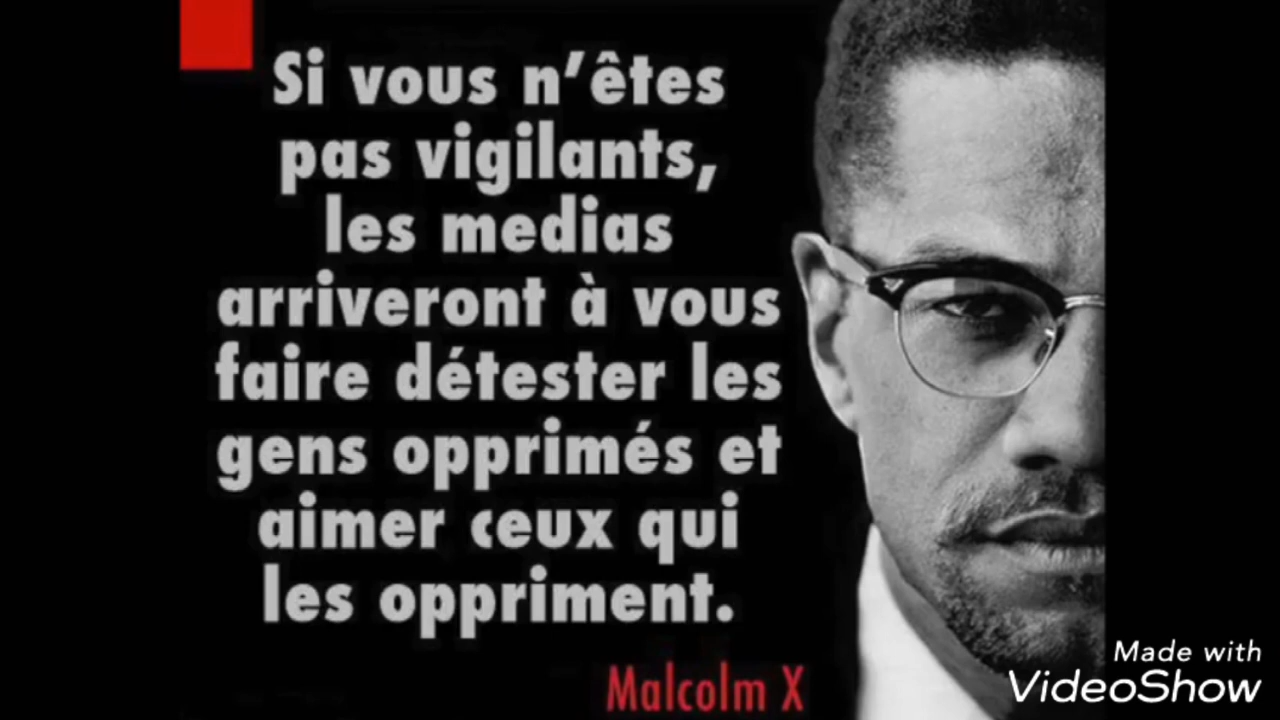 Si vous n'êtes
pas vigilants,
les medias
arriveront à vous
faire détester les
gens opprimés et
aimer ceux qui
les oppriment.
Malcolm X
Made with
VideoShow